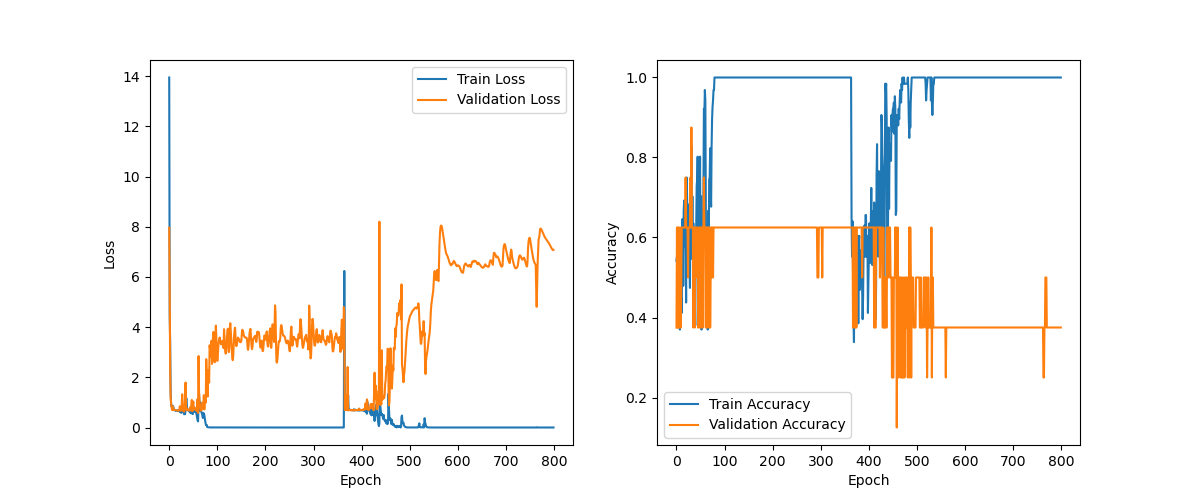 Train Loss
Validation Loss
14
12
10
8
6
4
2
0
Loss
0 100 200 300 400 500 600 700 800
Epoch
1.0
0.8
0.6
0.4
0.2
Accuracy
Train Accuracy
Validation Accuracy
0 100 200 300 400 500 600 700 800
Epoch